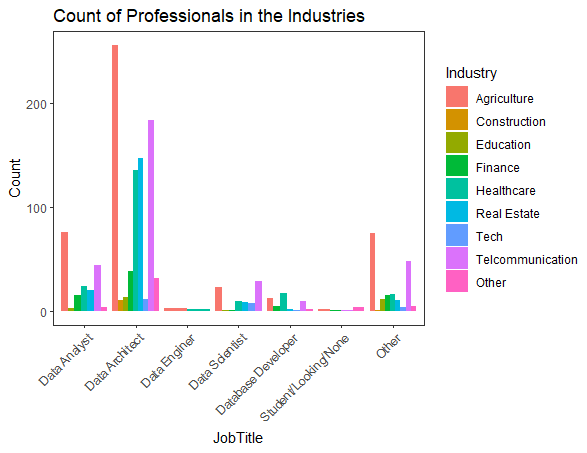 Count of Professionals in the Industries
Count
200
100
0
Data Analyst
Data Architect
Data Enginer
Data Scientist
Database Developer
Student/Looking/None
Other
JobTitle
Industry
Agriculture
Construction
Education
Finance
Healthcare
Real Estate
Tech
Telcommunication
Other